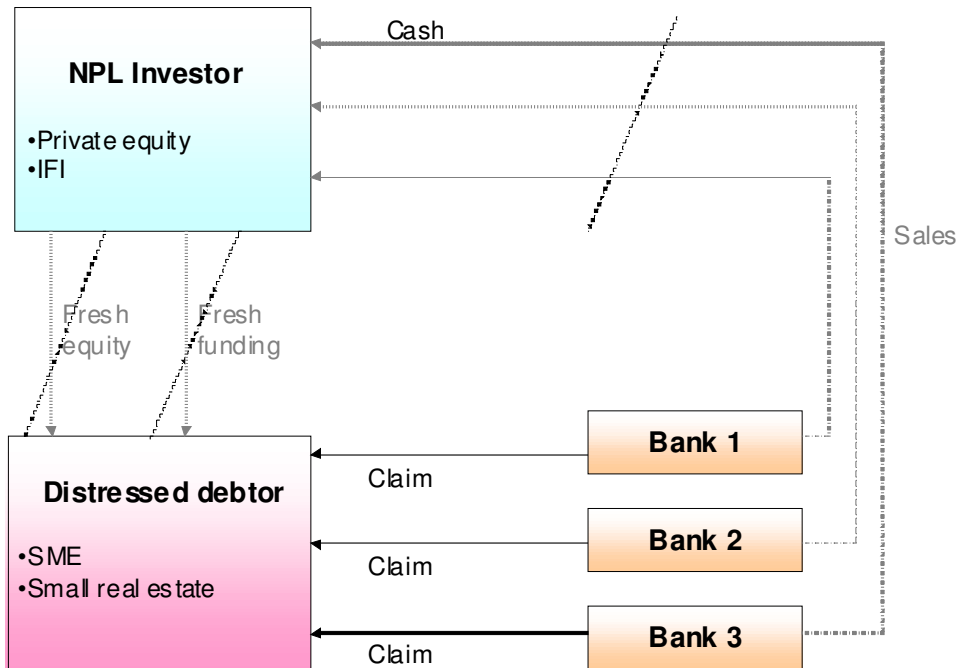 Cash
NPL Investor
•Private equity
•IFI
Sales
Fresh
equity
Fresh
funding
Bank 1
Claim
Distressed debtor
•SME
•Small real estate
Bank 2
Claim
Bank 3
Claim